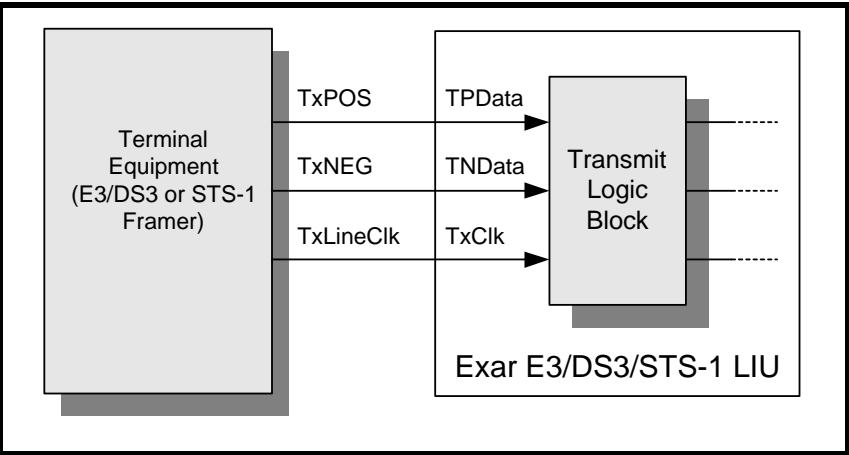 Terminal
Equipment
(E3/DS3 or STS-1
Framer)
TxPOS
TPData
TxNEG
TNData
TxLineClk
TxClk
Transmit
Logic
Block
Exar E3/DS3/STS-1 LIU